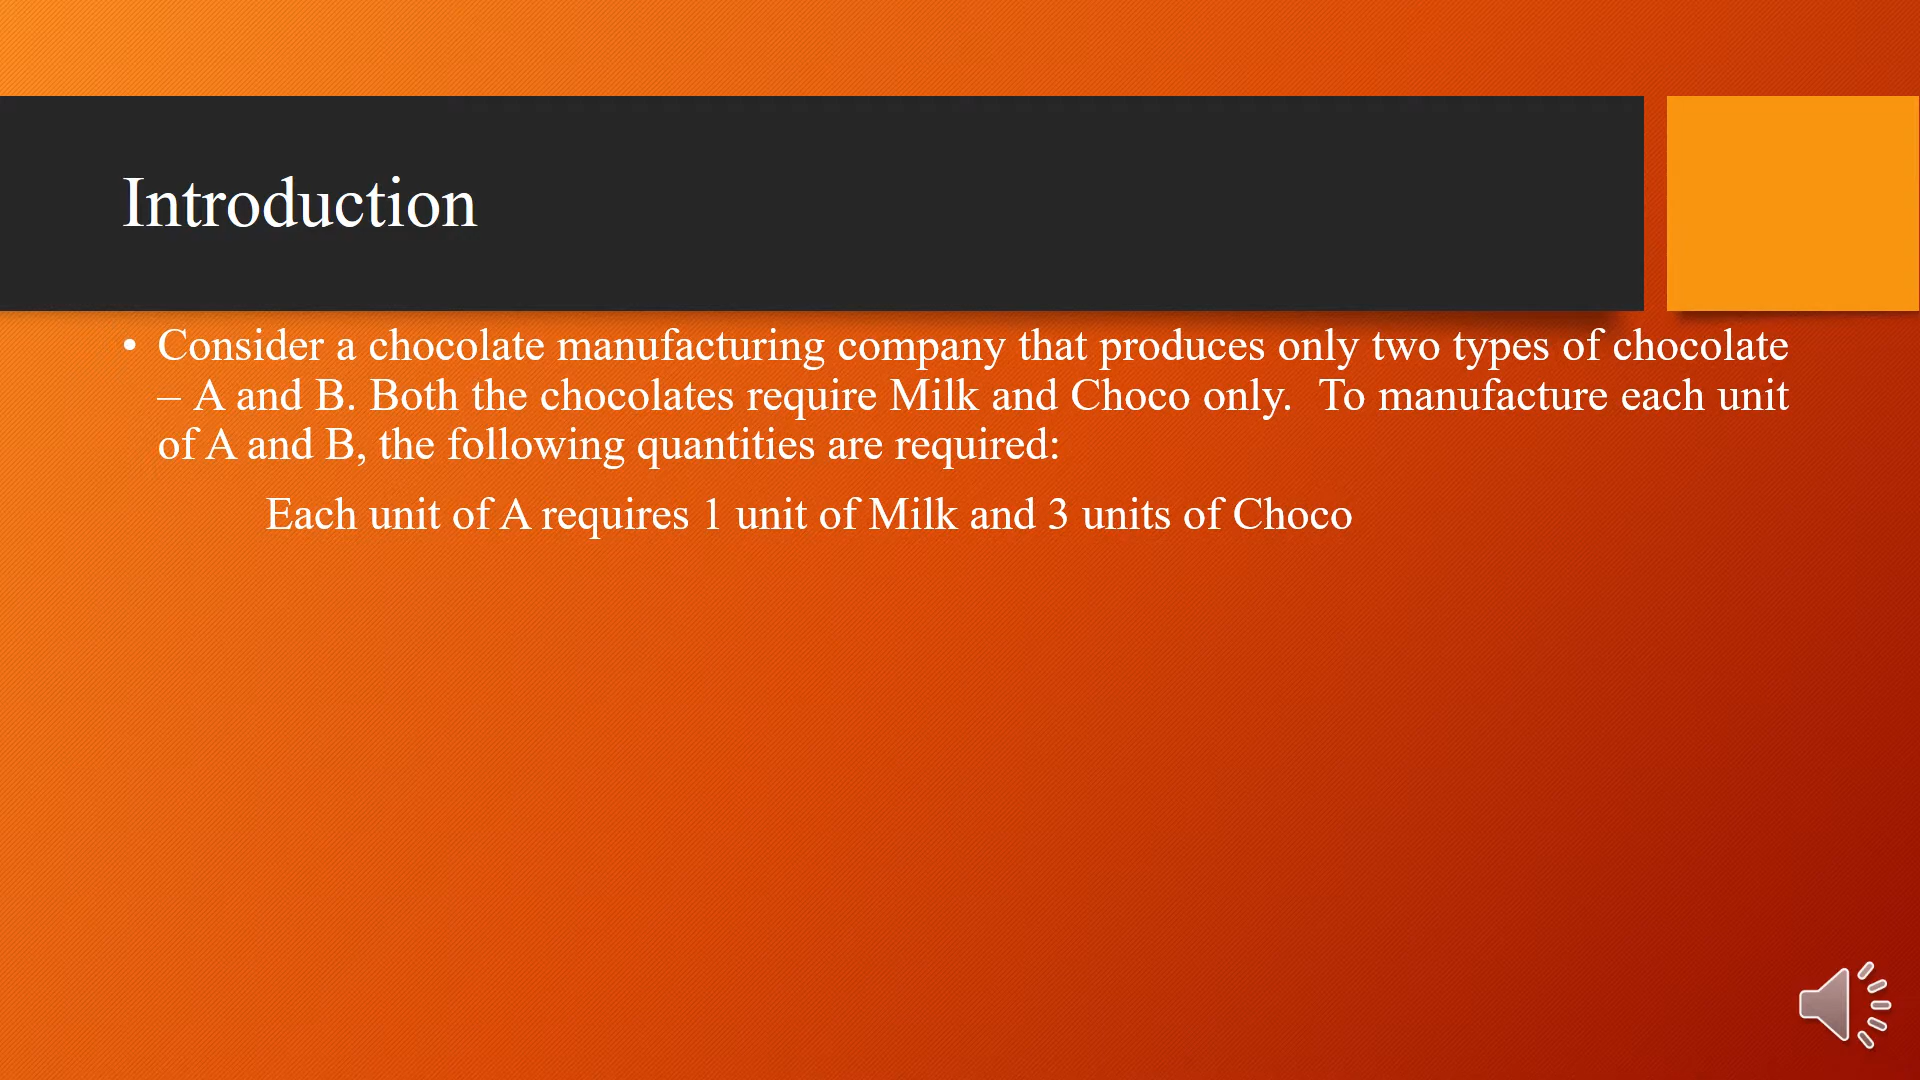 Introduction
• Consider a chocolate manufacturing company that produces only two types of chocolate
– A and B. Both the chocolates require Milk and Choco only.  To manufacture each unit
of A and B, the following quantities are required:
Each unit of A requires 1 unit of Milk and 3 units of Choco